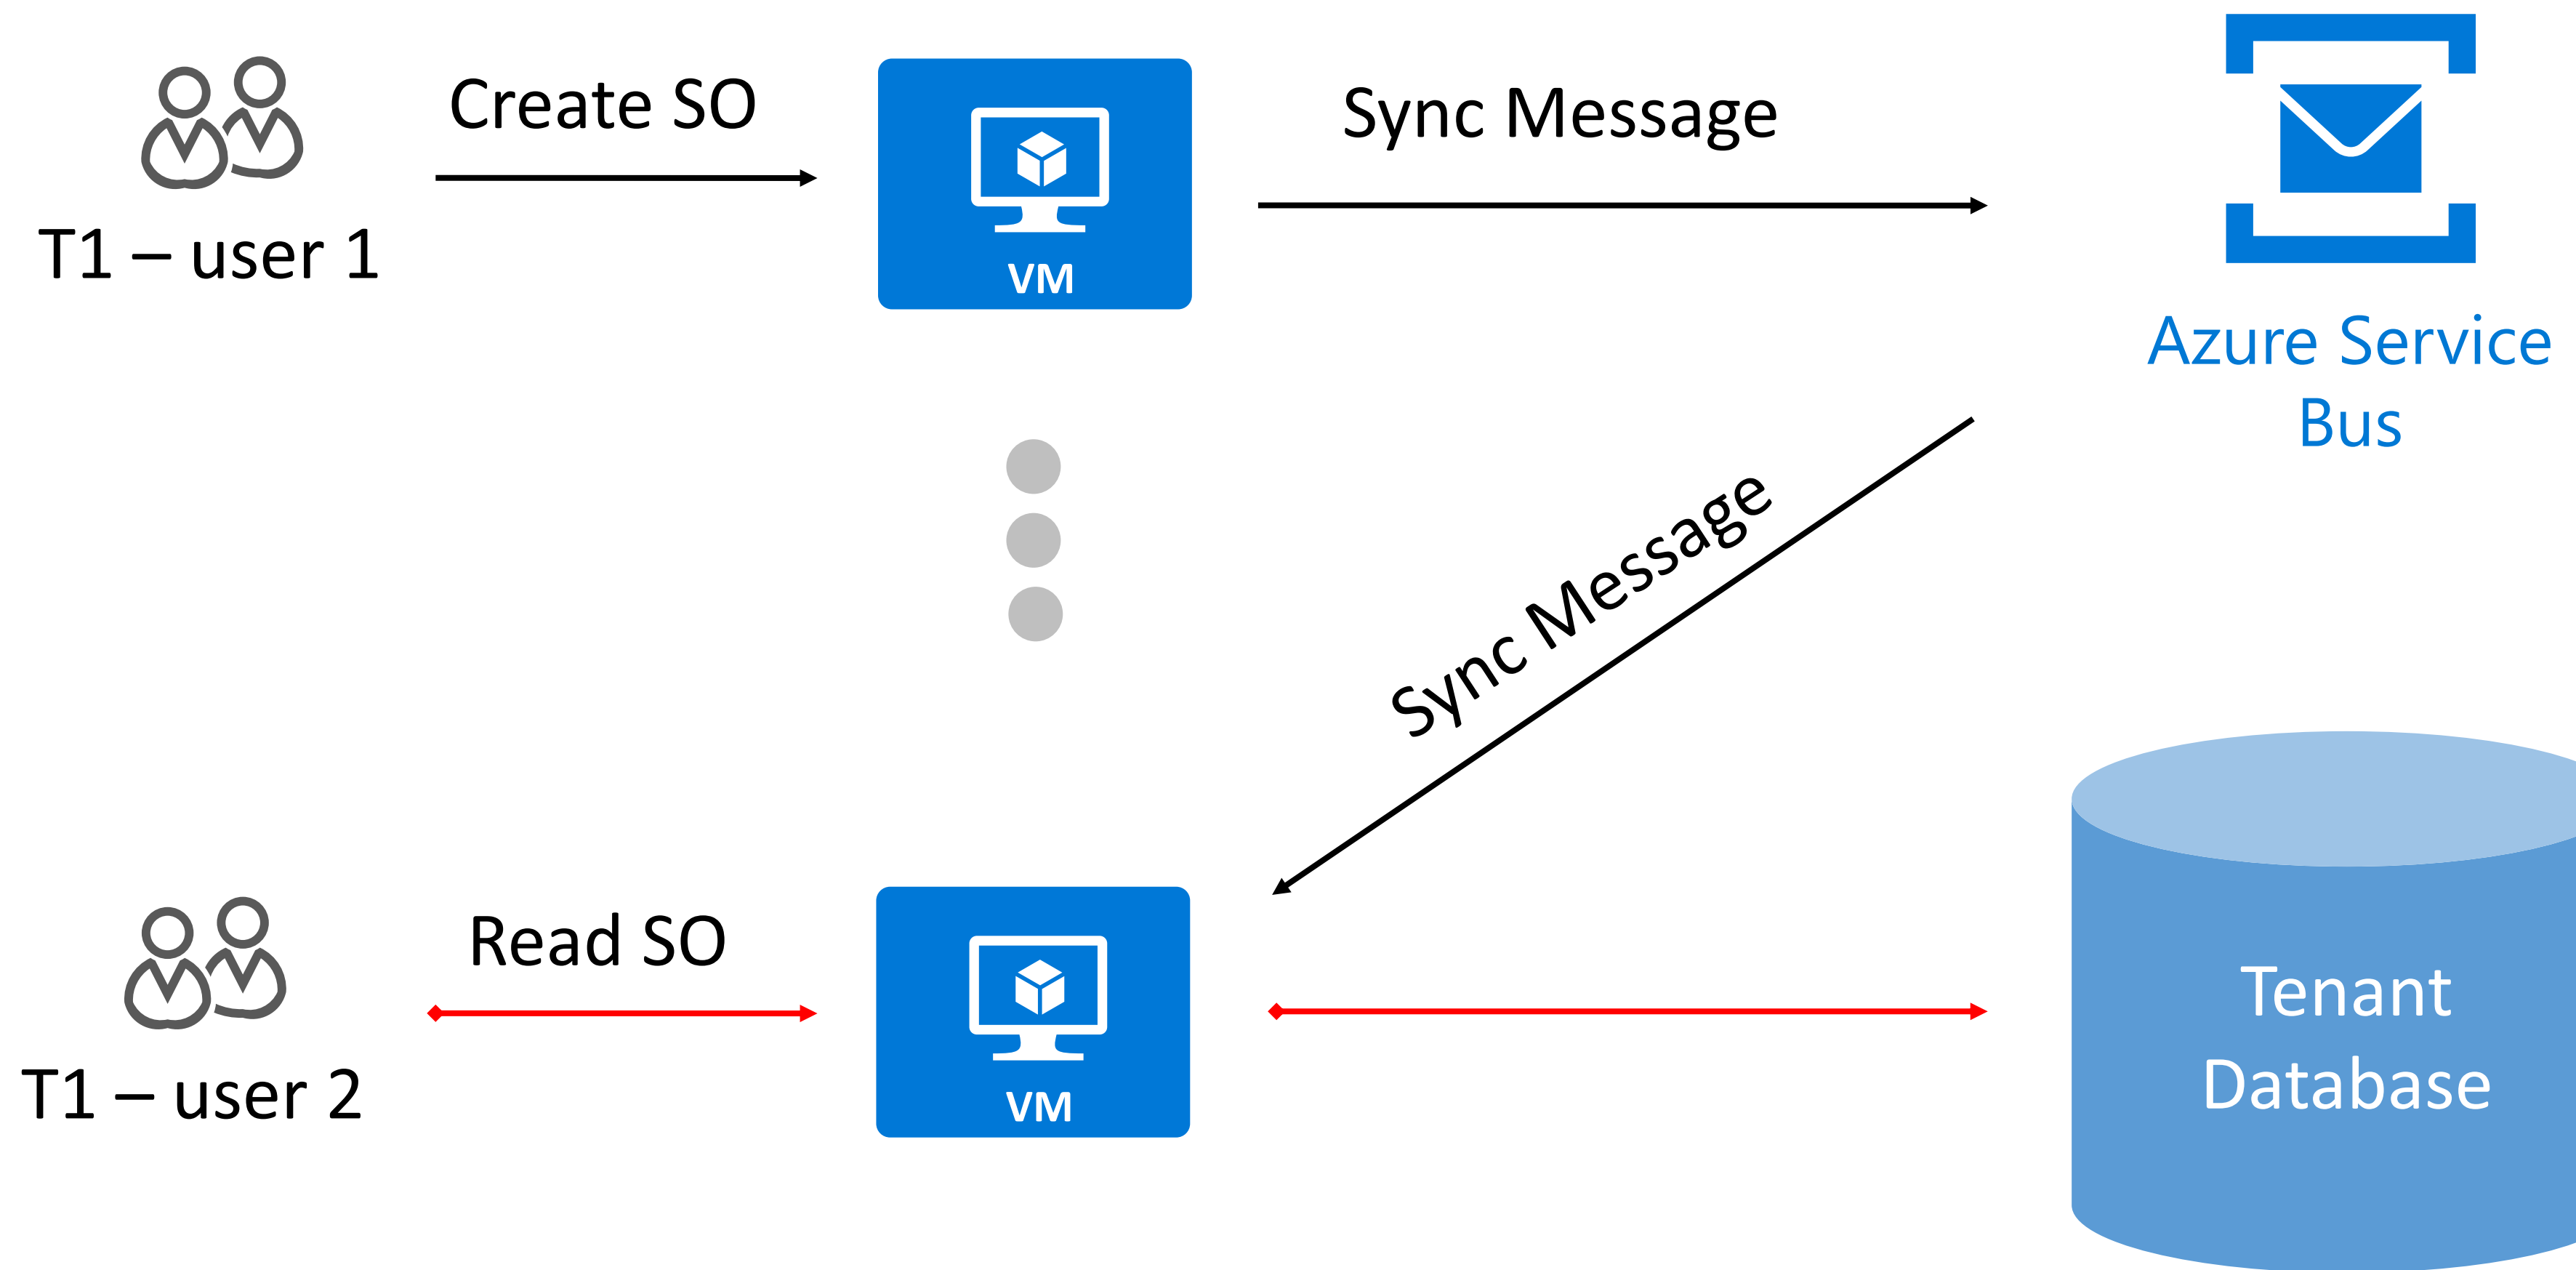 Create SO
Sync Message
T1 – user 1
VM
Azure Service
Bus
Sync Message
Read SO
T1 – user 2
VM
Tenant
Database